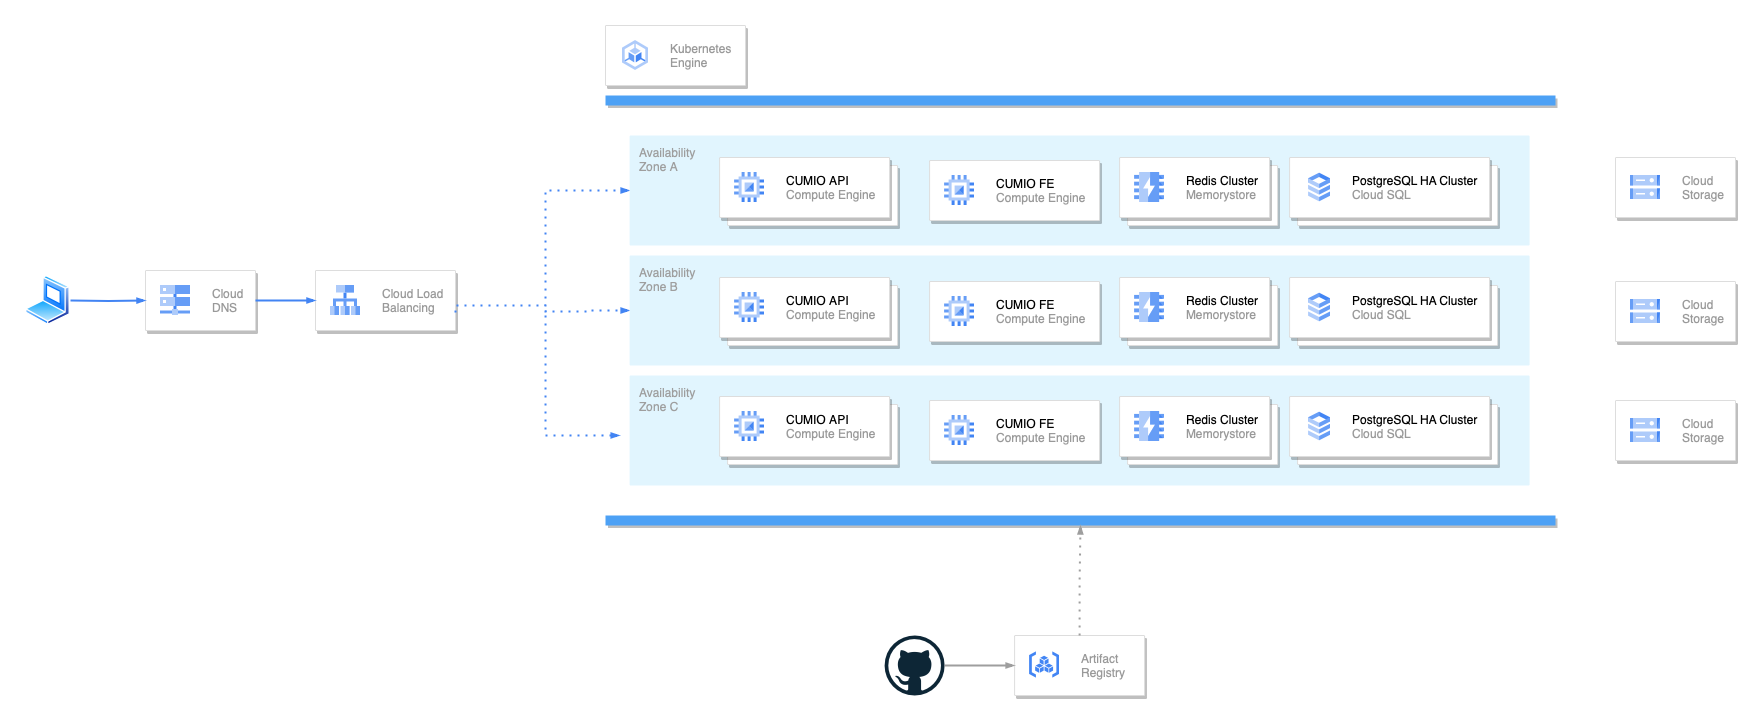 Kubernetes
Engine
Availability
Zone A
CUMIO API
Compute Engine
CUMIO FE
Compute Engine
Redis Cluster
Memorystore
PostgreSQL HA Cluster
Cloud SQL
Cloud
Storage
Availability
Zone B
CUMIO API
Compute Engine
CUMIO FE
Compute Engine
Redis Cluster
Memorystore
PostgreSQL HA Cluster
Cloud SQL
Cloud
Storage
Cloud
DNS
Cloud Load
Balancing
Availability
Zone C
CUMIO API
Compute Engine
CUMIO FE
Compute Engine
Redis Cluster
Memorystore
PostgreSQL HA Cluster
Cloud SQL
Cloud
Storage
Artifact
Registry